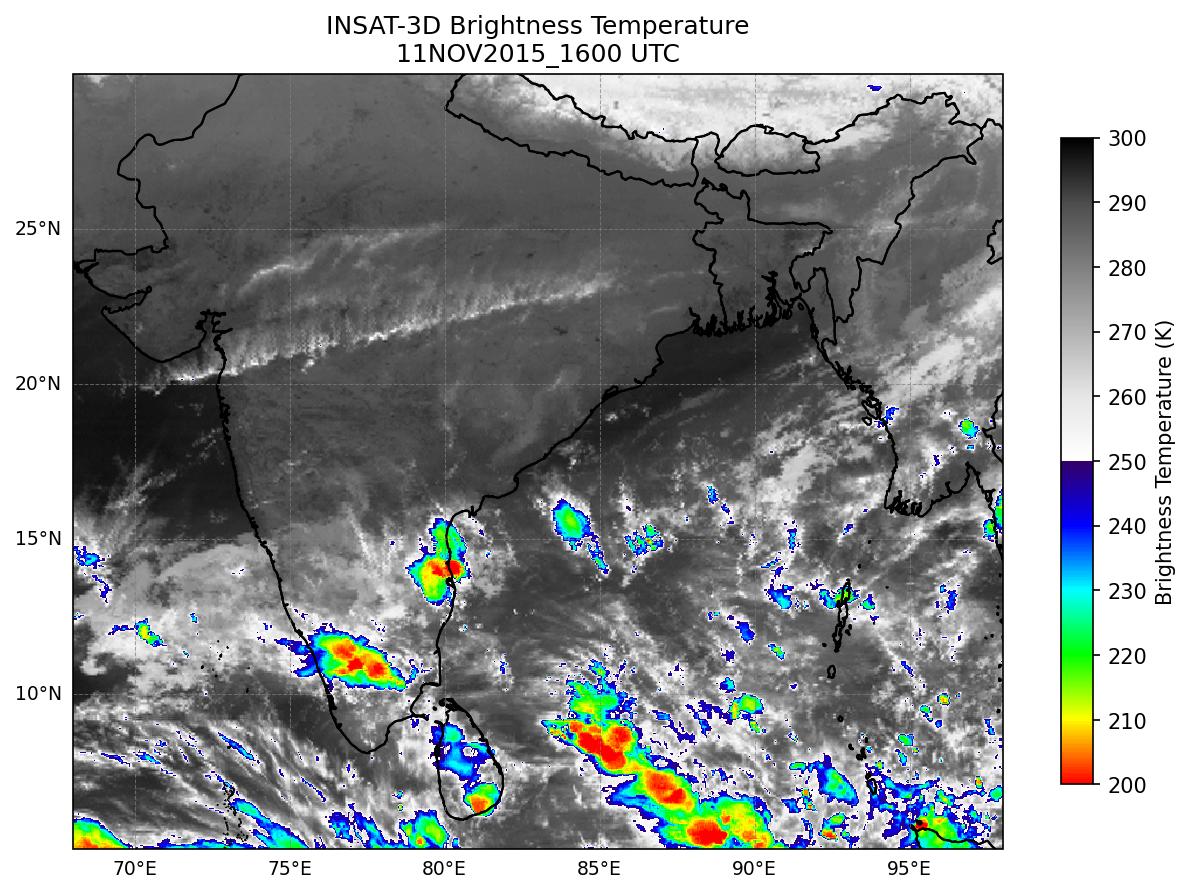 INSAT-3D Brightness Temperature
11NOV2015_1600 UTC
25°N
20°N
15°N
10°N
70°E
75°E
80°E
85°E
90°E
95°E
300
290
280
270
260
250
240
230
220
210
200
Brightness Temperature (K)